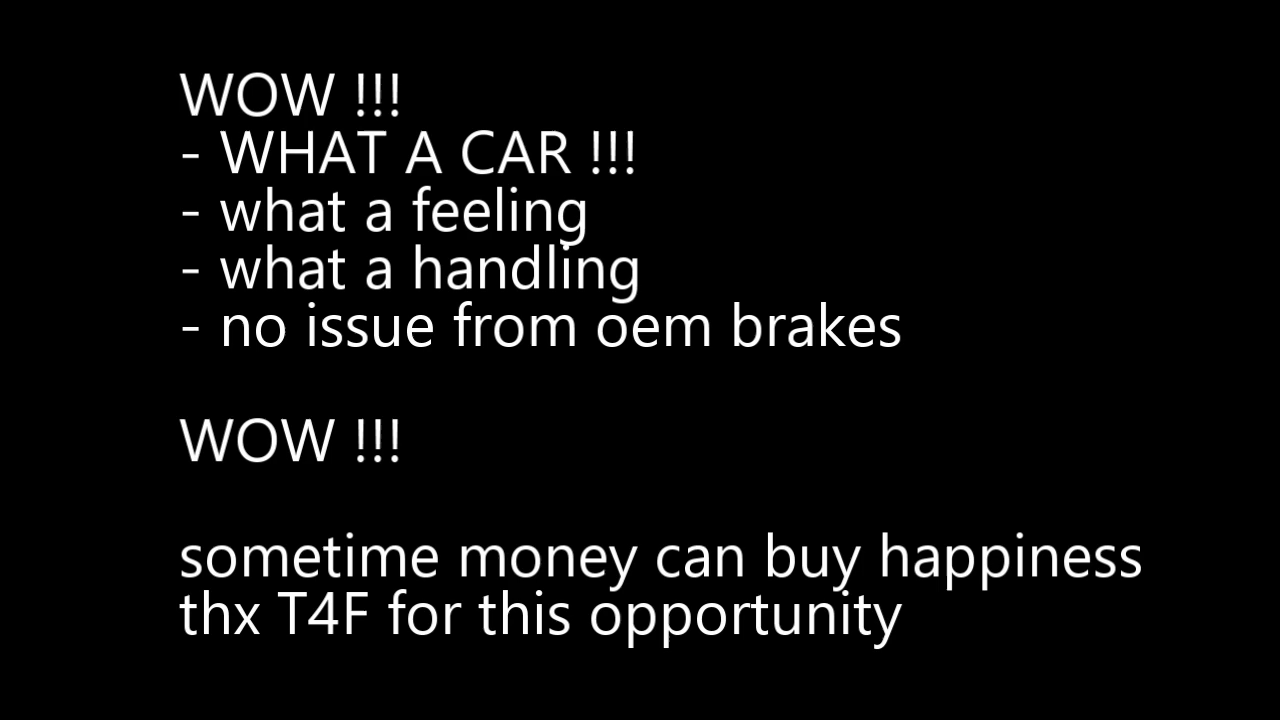 WOW !!!
- WHAT A CAR !!!
- what a feeling
- what a handling
- no issue from oem brakes
WOW !!!
sometime money can buy happiness
thx T4F for this opportunity